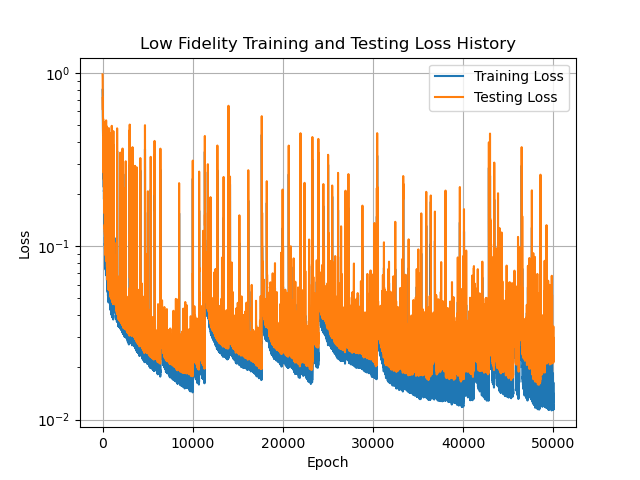 Low Fidelity Training and Testing Loss History
Training Loss
Testing Loss
10⁰
10⁻¹
10⁻²
Loss
0
10000
20000
30000
40000
50000
Epoch